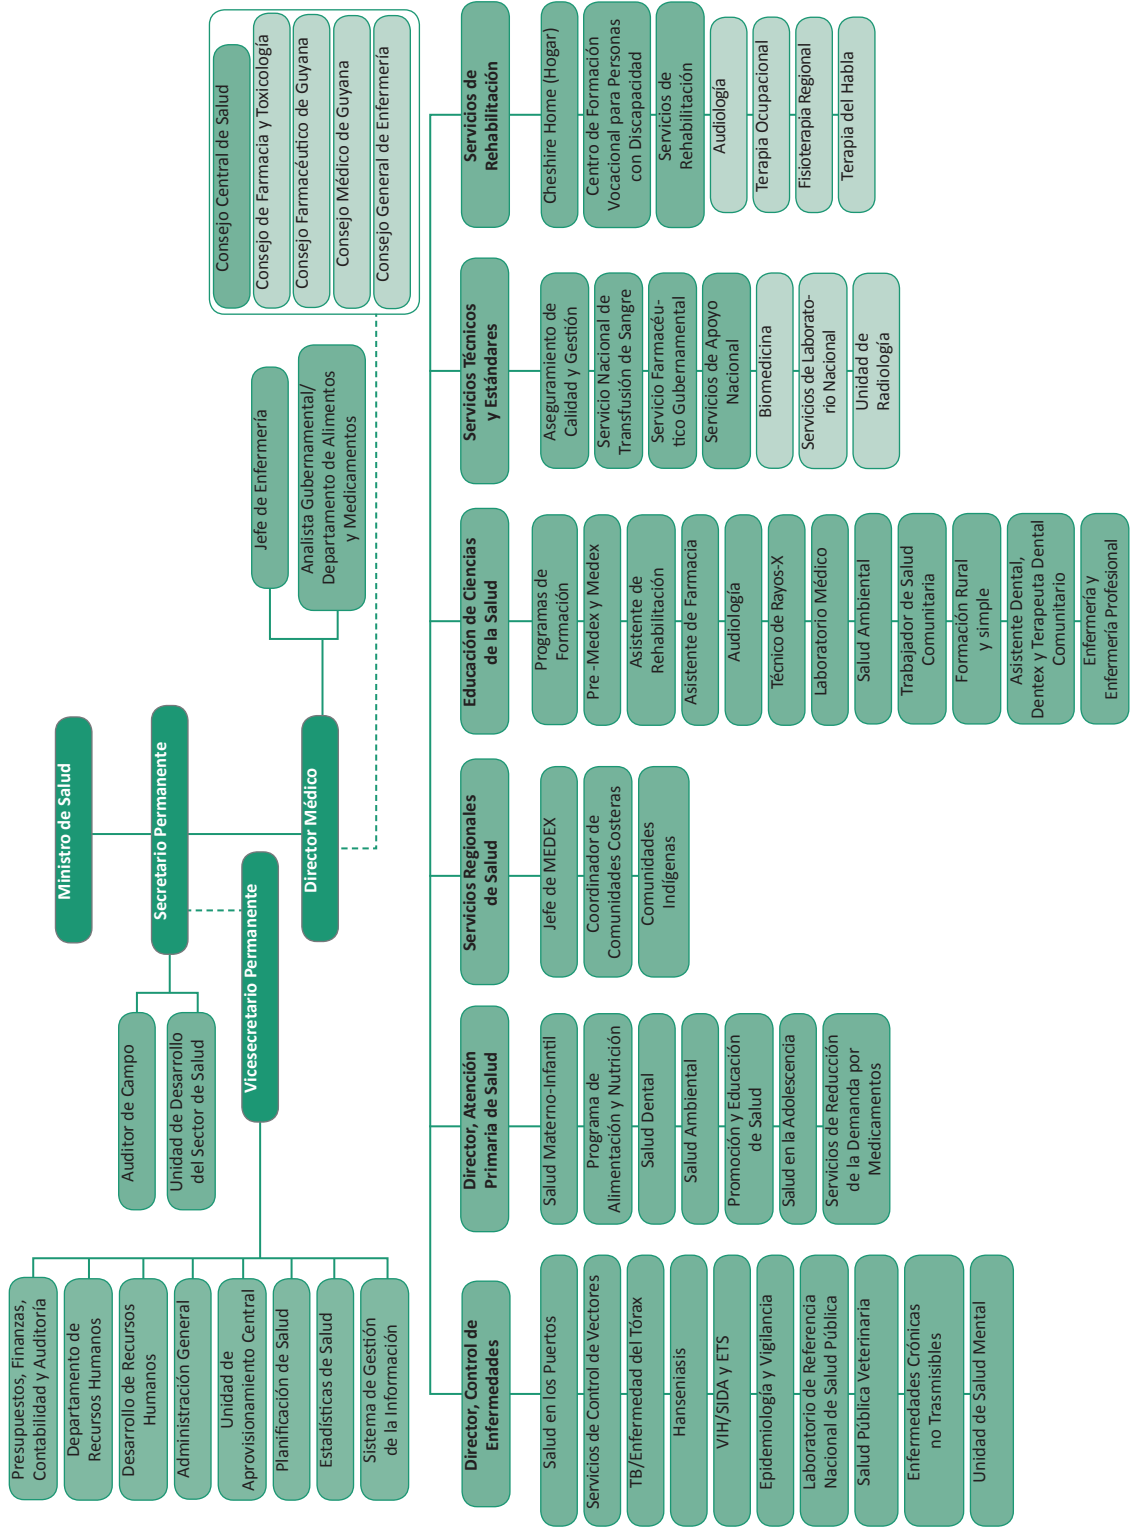 Ministro de Salud
Secretario Permanente
Vicesecretario Permanente
Director Médico
Auditor de Campo
Unidad de Desarrollo
del Sector de Salud
Presupuestos, Finanzas,
Contabilidad y Auditoría
Departamento de
Recursos Humanos
Desarrollo de Recursos
Humanos
Administración General
Unidad de
Aprovisionamiento Central
Planificación de Salud
Estadísticas de Salud
Sistema de Gestión
de la Información
Jefe de Enfermería
Analista Gubernamental/
Departamento de Alimentos
y Medicamentos
Consejo Central de Salud
Consejo de Farmacia y Toxicología
Consejo Farmacéutico de Guyana
Consejo Médico de Guyana
Consejo General de Enfermería
Director, Control de
Enfermedades
Salud en los Puertos
Servicios de Control de Vectores
TB/Enfermedad del Tórax
Hanseniasis
VIH/SIDA y ETS
Epidemiología y Vigilancia
Laboratorio de Referencia
Nacional de Salud Pública
Salud Pública Veterinaria
Enfermedades Crónicas
no Trasmisibles
Unidad de Salud Mental
Director, Atención
Primaria de Salud
Salud Materno-Infantil
Programa de
Alimentación y Nutrición
Salud Dental
Salud Ambiental
Promoción y Educación
de Salud
Salud en la Adolescencia
Servicios de Reducción
de la Demanda por
Medicamentos
Servicios Regionales
de Salud
Jefe de MEDEX
Coordinador de
Comunidades Costeras
Comunidades
Indígenas
Educación de Ciencias
de la Salud
Programas de
Formación
Pre -Medex y Medex
Asistente de
Rehabilitación
Asistente de Farmacia
Audiología
Técnico de Rayos-X
Laboratorio Médico
Salud Ambiental
Trabajador de Salud
Comunitaria
Formación Rural
y simple
Asistente Dental,
Dentex y Terapeuta Dental
Comunitario
Enfermería y
Enfermería Profesional
Servicios Técnicos
y Estándares
Aseguramiento de
Calidad y Gestión
Servicio Nacional de
Transfusión de Sangre
Servicio Farmacéu-
tico Gubernamental
Servicios de Apoyo
Nacional
Biomedicina
Servicios de Laborato-
rio Nacional
Unidad de
Radiología
Servicios de
Rehabilitación
Cheshire Home (Hogar)
Centro de Formación
Vocacional para Personas
con Discapacidad
Servicios de
Rehabilitación
Audiología
Terapia Ocupacional
Fisioterapia Regional
Terapia del Habla